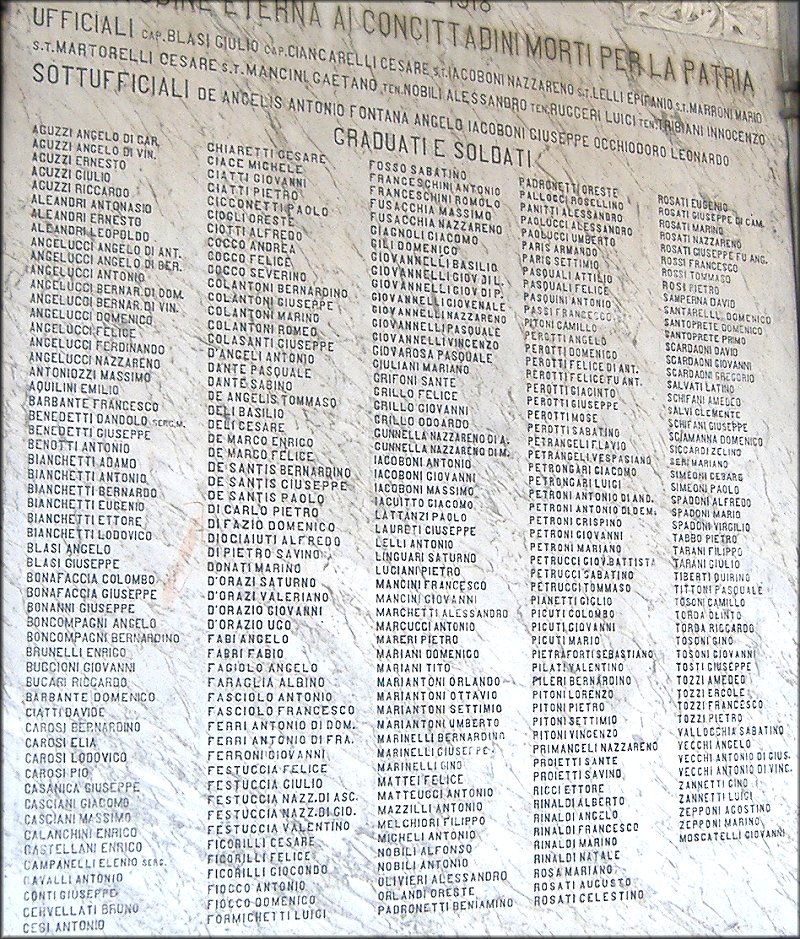 1918
ETERNA AI CONCITTADINI MORTI PER LA PATRIA
UFFICIALI CAP. BLASI GIULIO CAP. CIANCARELLI CESARE S.T. IACOBONI NAZZARENO S.T. LELLI EPIFANIO S.T. MARRONI MARIO
S.T. MARTORELLI CESARE S.T. MANCINI GAETANO TEN. NOBILI ALESSANDRO TEN. RUGGERI LUIGI TEN. TRIBIANI INNOCENZO
SOTTUFFICIALI DE ANGELIS ANTONIO FONTANA ANGELO IACOBONI GIUSEPPE OCCHIODORO LEONARDO
GRADUATI E SOLDATI
AGUZZI ANGELO DI CAR.
AGUZZI ANGELO DI VIN.
AGUZZI ERNESTO
AGUZZI GIULIO
AGUZZI RICCARDO
ALEANDRI ANTONASIO
ALEANDRI ERNESTO
ALEANDRI LEOPOLDO
ANGELUCCI ANGELO DI ANT.
ANGELUCCI ANGELO DI BER.
ANGELUCCI ANTONIO
ANGELUCCI BERNAR. DI DOM.
ANGELUCCI BERNAR. DI VIN.
ANGELUCCI DOMENICO
ANGELUCCI FELICE
ANGELUCCI FERDINANDO
ANGELUCCI NAZZARENO
ANTONIOZZI MASSIMO
AQUILINI EMILIO
BARBANTE FRANCESCO
BENEDETTI DANDOLO SERG. M.
BENEDETTI GIUSEPPE
BENOTTI ANTONIO
BIANCHETTI ADAMO
BIANCHETTI ANTONIO
BIANCHETTI BERNARDO
BIANCHETTI EUGENIO
BIANCHETTI ETTORE
BIANCHETTI LODOVICO
BLASI ANGELO
BLASI GIUSEPPE
BONAFACCIA COLOMBO
BONAFACCIA GIUSEPPE
BONANNI GIUSEPPE
BONCOMPAGNI ANGELO
BONCOMPAGNI BERNARDINO
BRUNELLI ENRICO
BUCCIONI GIOVANNI
BUCARI RICCARDO
BARBANTE DOMENICO
CIATTI DAVIDE
CAROSI BERNARDINO
CAROSI ELIA
CAROSI LODOVICO
CAROSI PIO
CASANICA GIUSEPPE
CASCIANI GIACOMO
CASCIANI MASSIMO
CALANCHINI ENRICO
CASTELLANI ENRICO
CAMPANELLI ELENIO SERG.
CAVALLI ANTONIO
CONTI GIUSEPPE
CERVELLATI BRUNO
CESI ANTONIO
CHIARETTI CESARE
CIACE MICHELE
CIATTI GIOVANNI
CIATTI PIETRO
CICCONETTI PAOLO
CIOGLI ORESTE
CIOTTI ALFREDO
COCCO ANDREA
COCCO FELICE
COCCO SEVERINO
COLANTONI BERNARDINO
COLANTONI GIUSEPPE
COLANTONI MARINO
COLANTONI ROMEO
COLASANTI GIUSEPPE
D'ANGELI ANTONIO
DANTE PASQUALE
DANTE SABINO
DE ANGELIS TOMMASO
DELI BASILIO
DELI CESARE
DE MARCO ENRICO
DE MARCO FELICE
DE SANTIS BERNARDINO
DE SANTIS GIUSEPPE
DE SANTIS PAOLO
DI CARLO PIETRO
DI FAZIO DOMENICO
DIOCIAIUTI ALFREDO
DI PIETRO SAVINO
DONATI MARINO
D'ORAZI SATURNO
D'ORAZI VALERIANO
D'ORAZIO GIOVANNI
D'ORAZIO UGO
FABI ANGELO
FABRI FABIO
FAGIOLO ANGELO
FARAGLIA ALBINO
FASCIOLO ANTONIO
FASCIOLO FRANCESCO
FERRI ANTONIO DI DOM.
FERRI ANTONIO DI FRA.
FERRONI GIOVANNI
FESTUCCIA FELICE
FESTUCCIA GIULIO
FESTUCCIA NAZZ. DI ASC.
FESTUCCIA NAZZ. DI GIO.
FESTUCCIA VALENTINO
FICORILLI CESARE
FICORILLI FELICE
FICORILLI GIOCONDO
FIOCCO ANTONIO
FIOCCO DOMENICO
FORMICHETTI LUIGI
FOSSO SABATINO
FRANCESCHINI ANTONIO
FRANCESCHINI ROMOLO
FUSACCHIA MASSIMO
FUSACCHIA NAZZARENO
GIAGNOLI GIACOMO
GILI DOMENICO
GIOVANNELLI BASILIO
GIOVANNELLI GIOV. DI L.
GIOVANNELLI GIOV. DI P.
GIOVANNELLI GIOVENALE
GIOVANNELLI NAZZARENO
GIOVANNELLI PASQUALE
GIOVANNELLI VINCENZO
GIOVAROSA PASQUALE
GIULIANI MARIANO
GRIFONI SANTE
GRILLO FELICE
GRILLO GIOVANNI
GRILLO ODOARDO
GUNNELLA NAZZARENO DI A.
GUNNELLA NAZZARENO DI M.
IACOBONI ANTONIO
IACOBONI GIOVANNI
IACOBONI MASSIMO
IACUITTO GIACOMO
LATTANZI PAOLO
LAURETI GIUSEPPE
LELLI ANTONIO
LINGUARI SATURNO
LUCIANI PIETRO
MANCINI FRANCESCO
MANCINI GIOVANNI
MARCHETTI ALESSANDRO
MARCUCCI ANTONIO
MARERI PIETRO
MARIANI DOMENICO
MARIANI TITO
MARIANTONI ORLANDO
MARIANTONI OTTAVIO
MARIANTONI SETTIMIO
MARIANTONI UMBERTO
MARINELLI BERNARDINO
MARINELLI GIUSEPPE
MARINELLI GINO
MATTEI FELICE
MATTEUCCI ANTONIO
MAZZILLI ANTONIO
MELCHIORI FILIPPO
MICHELI ANTONIO
NOBILI ALFONSO
NOBILI ANTONIO
OLIVIERI ALESSANDRO
ORLANDI ORESTE
PADRONETTI BENIAMINO
PADRONETTI ORESTE
PALLOCCI ROSELLINO
PANITTI ALESSANDRO
PAOLUCCI ALESSANDRO
PAOLUCCI UMBERTO
PARIS ARMANDO
PARIS SETTIMIO
PASQUALI ATTILIO
PASQUALI FELICE
PASQUINI ANTONIO
PASSI FRANCESCO
PITONI CAMILLO
PEROTTI ANGELO
PEROTTI DOMENICO
PEROTTI FELICE DI ANT.
PEROTTI FELICE FU ANT.
PEROTTI GIACINTO
PEROTTI GIUSEPPE
PEROTTI MOSE
PEROTTI SABATINO
PETRANGELI FLAVIO
PETRANGELI VESPASIANO
PETRONGARI GIACOMO
PETRONGARI LUIGI
PETRONI ANTONIO DI AND.
PETRONI ANTONIO DI DEM.
PETRONI CRISPINO
PETRONI GIOVANNI
PETRONI MARIANO
PETRUCCI GIOV. BATTISTA
PETRUCCI SABATINO
PETRUCCI TOMMASO
PIANETTI GIGLIO
PICUTI COLOMBO
PICUTI GIOVANNI
PICUTI MARIO
PIETRAFORTI SEBASTIANO
PILATI VALENTINO
PILERI BERNARDINO
PITONI LORENZO
PITONI PIETRO
PITONI SETTIMIO
PITONI VINCENZO
PRIMANGELI NAZZARENO
PROIETTI SANTE
PROIETTI SAVINO
RICCI ETTORE
RINALDI ALBERTO
RINALDI ANGELO
RINALDI FRANCESCO
RINALDI MARINO
RINALDI NATALE
ROSA MARIANO
ROSATI AUGUSTO
ROSATI CELESTINO
ROSATI EUGENIO
ROSATI GIUSEPPE DI CAM.
ROSATI MARINO
ROSATI NAZZARENO
ROSATI GIUSEPPE FU ANG.
ROSSI FRANCESCO
ROSSI TOMMASO
ROSI PIETRO
SAMPERNA DAVID
SANTARELLI DOMENICO
SANTOPRETE DOMENICO
SANTOPRETE PRIMO
SCARDAONI DAVID
SCARDAONI GIOVANNI
SCARDAONI GREGORIO
SALVATI LATINO
SCHIFANI AMEDEO
SALVI CLEMENTE
SCHIFANI GIUSEPPE
SCIAMANNA DOMENICO
SICCARDI ZELINO
SERI MARIANO
SIMEONI CESARE
SIMEONI PAOLO
SPADONI ALFREDO
SPADONI MARIO
SPADONI VIRGILIO
TABBO PIETRO
TARANI FILIPPO
TARANI GIULIO
TIBERTI QUIRINO
TITTONI PASQUALE
TOSONI CAMILLO
TORDA OLINTO
TORDA RICCARDO
TOSONI GINO
TOSONI GIOVANNI
TOSTI GIUSEPPE
TOZZI AMEDEO
TOZZI ERCOLE
TOZZI FRANCESCO
TOZZI PIETRO
VALLOCCHIA SABATINO
VECCHI ANGELO
VECCHI ANTONIO DI GIUS.
VECCHI ANTONIO DI VINC.
ZANNETTI GINO
ZANNETTI LUIGI
ZEPPONI AGOSTINO
ZEPPONI MARINO
MOSCATELLI GIOVANNI